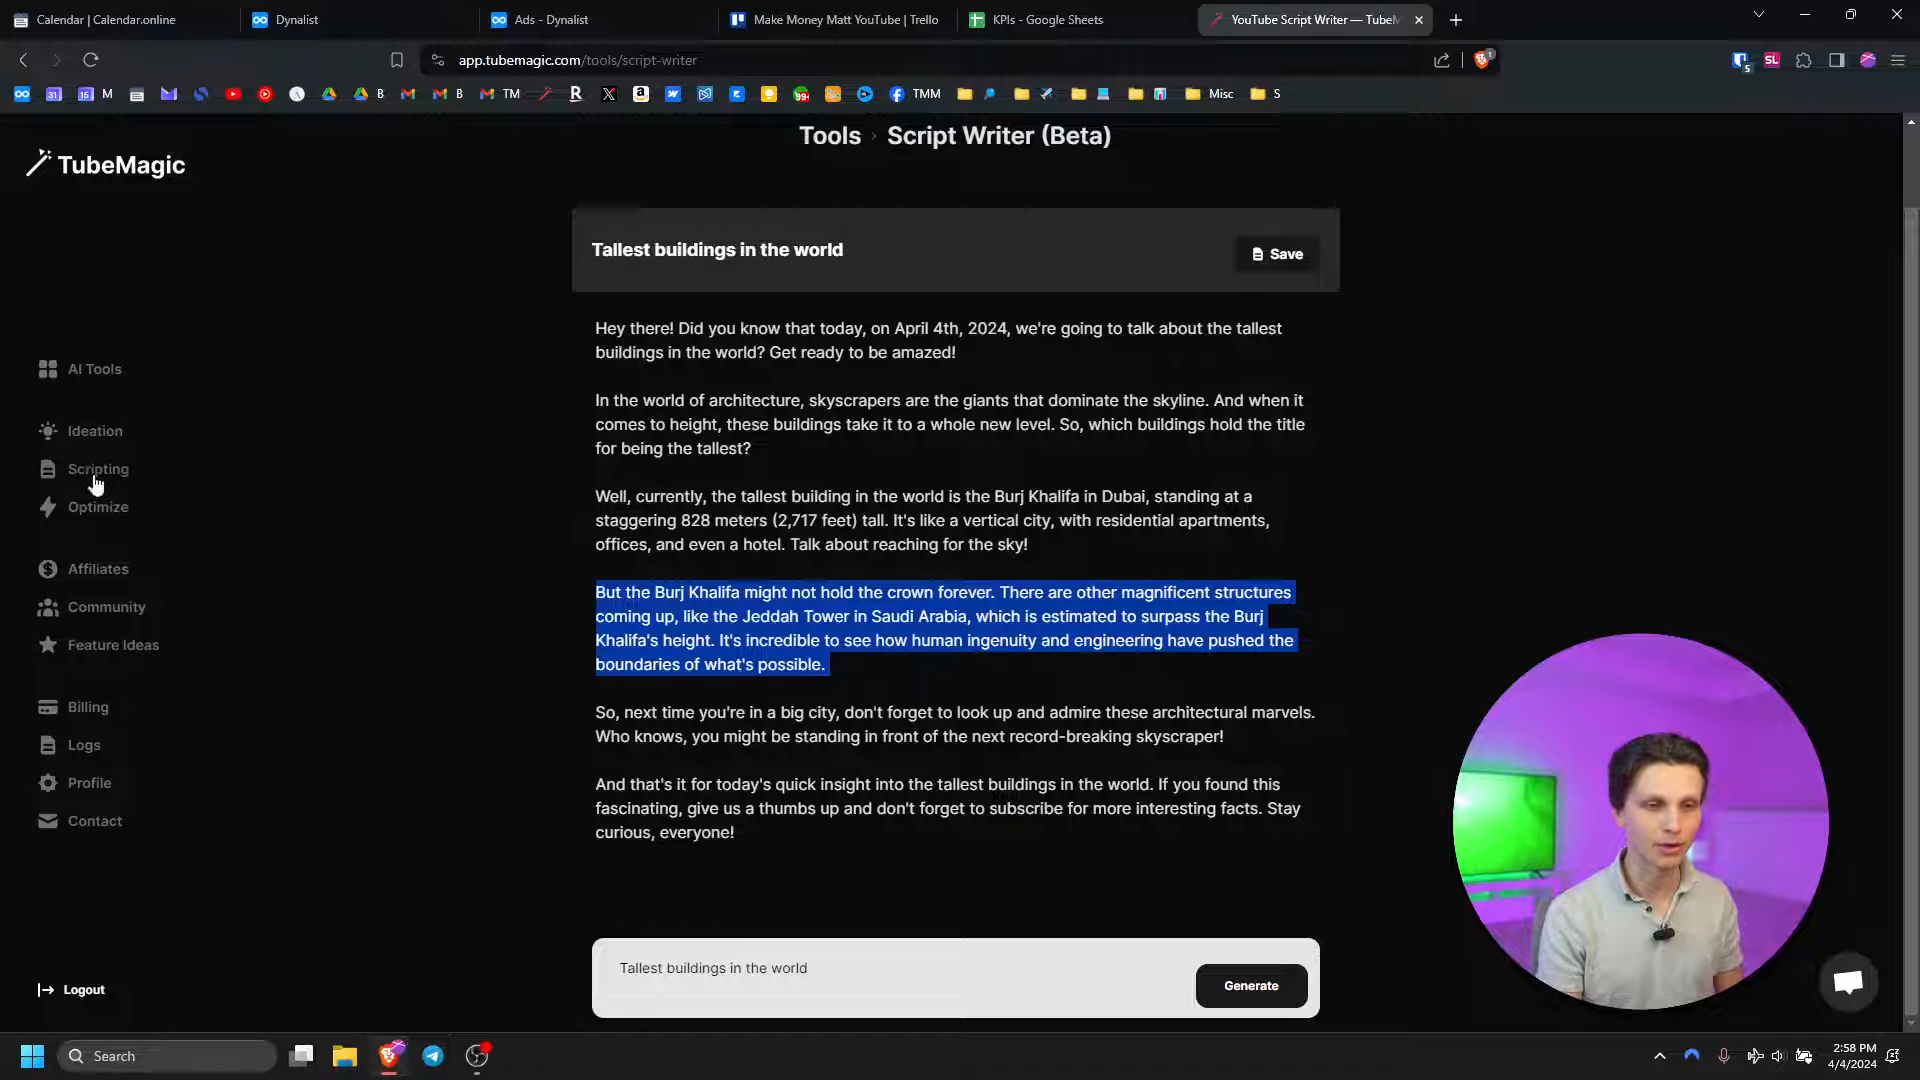 Calendar | Calendar.online
Dynalist
Ads - Dynalist
Make Money Matt YouTube | Trello
KPIs - Google Sheets
YouTube Script Writer — TubeM
app.tubemagic.com/tools/script-writer
1
5
SL
31
15
M
B
M
B
TM
R
X
a
99+
TMM
Misc
S
Tools › Script Writer (Beta)
TubeMagic
Tallest buildings in the world
Save
Hey there! Did you know that today, on April 4th, 2024, we're going to talk about the tallest
buildings in the world? Get ready to be amazed!
In the world of architecture, skyscrapers are the giants that dominate the skyline. And when it
comes to height, these buildings take it to a whole new level. So, which buildings hold the title
for being the tallest?
Well, currently, the tallest building in the world is the Burj Khalifa in Dubai, standing at a
staggering 828 meters (2,717 feet) tall. It's like a vertical city, with residential apartments,
offices, and even a hotel. Talk about reaching for the sky!
But the Burj Khalifa might not hold the crown forever. There are other magnificent structures
coming up, like the Jeddah Tower in Saudi Arabia, which is estimated to surpass the Burj
Khalifa's height. It's incredible to see how human ingenuity and engineering have pushed the
boundaries of what's possible.
So, next time you're in a big city, don't forget to look up and admire these architectural marvels.
Who knows, you might be standing in front of the next record-breaking skyscraper!
And that's it for today's quick insight into the tallest buildings in the world. If you found this
fascinating, give us a thumbs up and don't forget to subscribe for more interesting facts. Stay
curious, everyone!
AI Tools
Ideation
Scripting
Optimize
Affiliates
Community
Feature Ideas
Billing
Logs
Profile
Contact
Logout
Tallest buildings in the world
Generate
Search
2:58 PM
4/4/2024